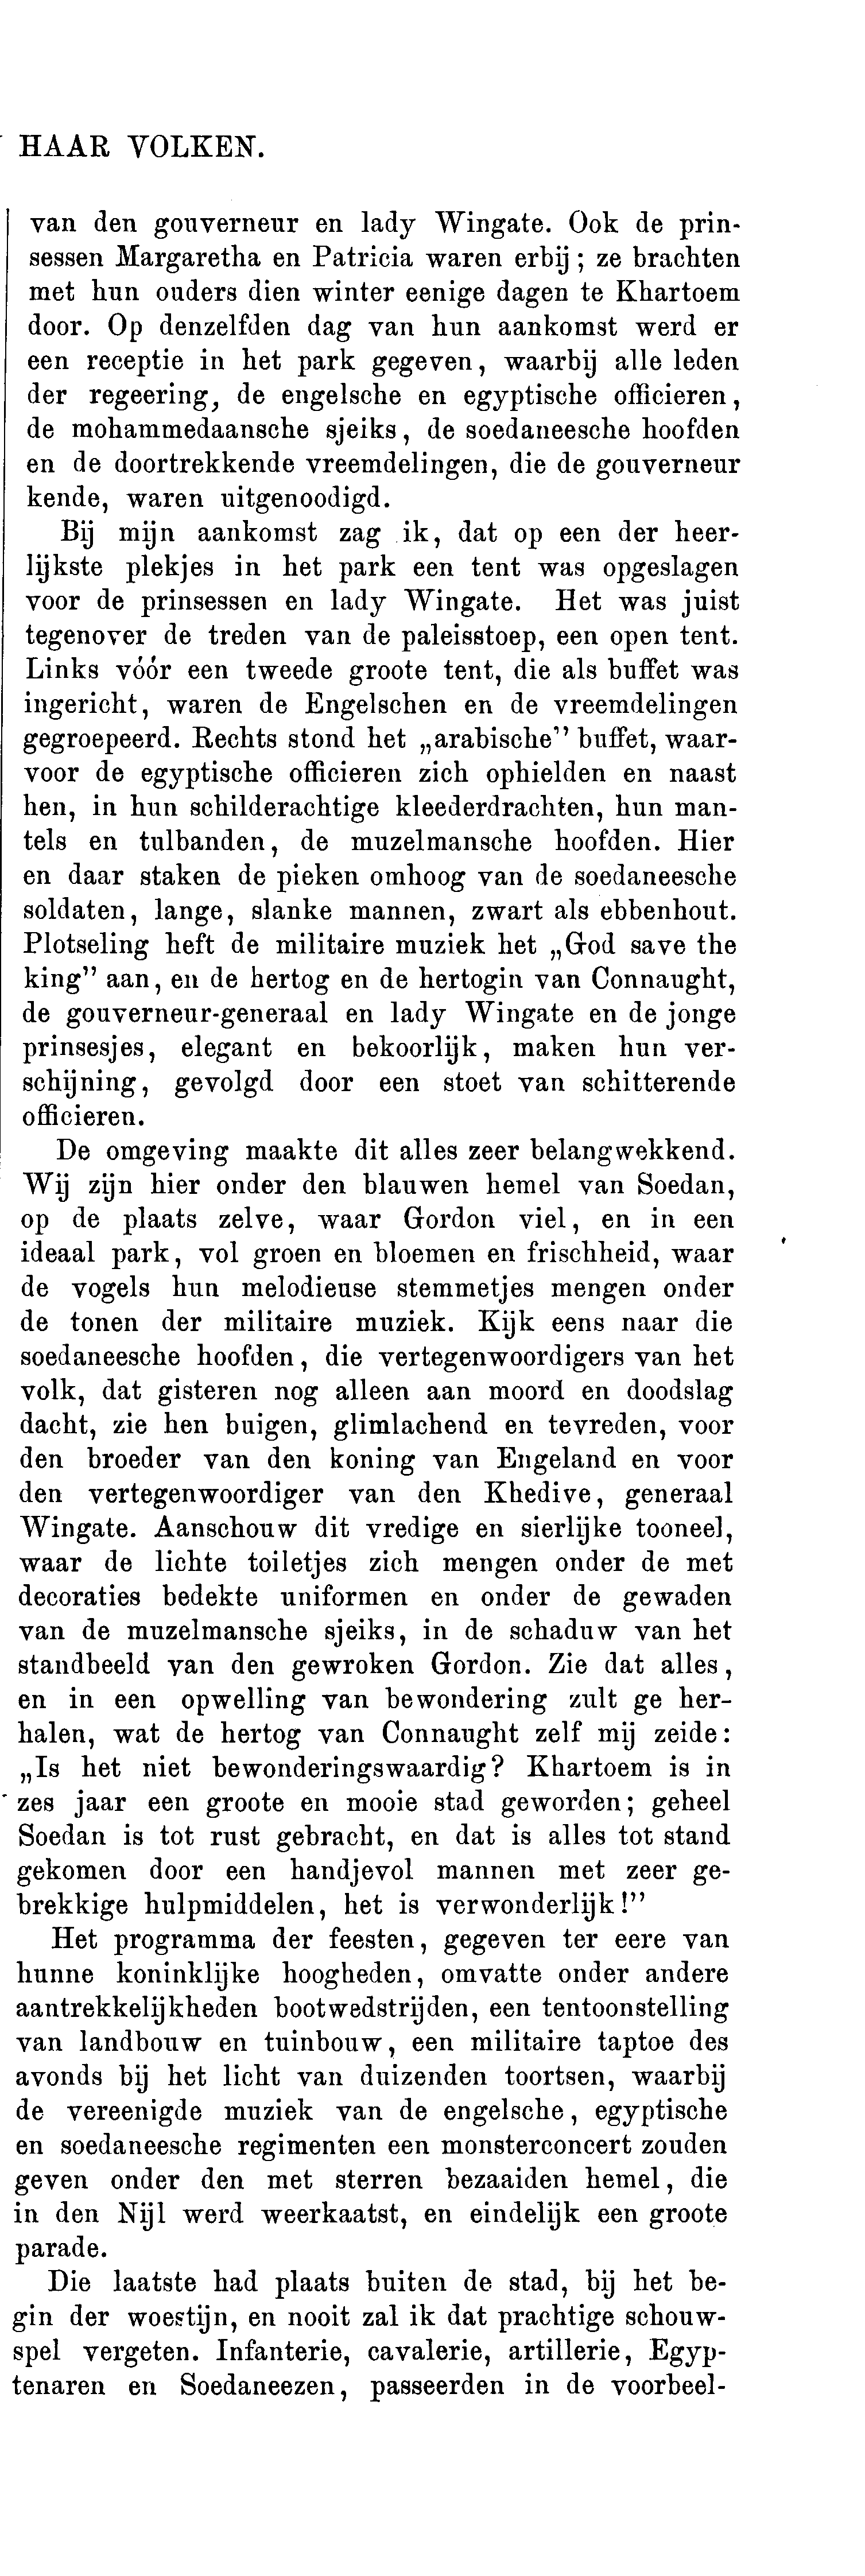 HAAR VOLKEN.
van den gouverneur en lady Wingate. Ook de prin-
sessen Margaretha en Patricia waren erbij; ze brachten
met hun ouders dien winter eenige dagen te Khartoem
door. Op denzelfden dag van hun aankomst werd er
een receptie in het park gegeven, waarbij alle leden
der regeering, de engelsche en egyptische officieren,
de mohammedaansche sjeiks, de soedaneesche hoofden
en de doortrekkende vreemdelingen, die de gouverneur
kende, waren uitgenoodigd.
Bij mijn aankomst zag ik, dat op een der heer-
lijkste plekjes in het park een tent was opgeslagen
voor de prinsessen en lady Wingate. Het was juist
tegenover de treden van de paleisstoep, een open tent.
Links vóór een tweede groote tent, die als buffet was
ingericht, waren de Engelschen en de vreemdelingen
gegroepeerd. Rechts stond het „arabische” buffet, waar-
voor de egyptische officieren zich ophielden en naast
hen, in hun schilderachtige kleederdrachten, hun man-
tels en tulbanden, de muzelmansche hoofden. Hier
en daar staken de pieken omhoog van de soedaneesche
soldaten, lange, slanke mannen, zwart als ebbenhout.
Plotseling heft de militaire muziek het „God save the
king” aan, en de hertog en de hertogin van Connaught,
de gouverneur-generaal en lady Wingate en de jonge
prinsesjes, elegant en bekoorlijk, maken hun ver-
schijning, gevolgd door een stoet van schitterende
officieren.
De omgeving maakte dit alles zeer belangwekkend.
Wij zijn hier onder den blauwen hemel van Soedan,
op de plaats zelve, waar Gordon viel, en in een
ideaal park, vol groen en bloemen en frischheid, waar
de vogels hun melodieuse stemmetjes mengen onder
de tonen der militaire muziek. Kijk eens naar die
soedaneesche hoofden, die vertegenwoordigers van het
volk, dat gisteren nog alleen aan moord en doodslag
dacht, zie hen buigen, glimlachend en tevreden, voor
den broeder van den koning van Engeland en voor
den vertegenwoordiger van den Khedive, generaal
Wingate. Aanschouw dit vredige en sierlijke tooneel,
waar de lichte toiletjes zich mengen onder de met
decoraties bedekte uniformen en onder de gewaden
van de muzelmansche sjeiks, in de schaduw van het
standbeeld van den gewroken Gordon. Zie dat alles,
en in een opwelling van bewondering zult ge her-
halen, wat de hertog van Connaught zelf mij zeide:
„Is het niet bewonderingswaardig? Khartoem is in
zes jaar een groote en mooie stad geworden; geheel
Soedan is tot rust gebracht, en dat is alles tot stand
gekomen door een handjevol mannen met zeer ge-
brekkige hulpmiddelen, het is verwonderlijk!”
Het programma der feesten, gegeven ter eere van
hunne koninklijke hoogheden, omvatte onder andere
aantrekkelijkheden bootwedstrijden, een tentoonstelling
van landbouw en tuinbouw, een militaire taptoe des
avonds bij het licht van duizenden toortsen, waarbij
de vereenigde muziek van de engelsche, egyptische
en soedaneesche regimenten een monsterconcert zouden
geven onder den met sterren bezaaiden hemel, die
in den Nijl werd weerkaatst, en eindelijk een groote
parade.
Die laatste had plaats buiten de stad, bij het be-
gin der woestijn, en nooit zal ik dat prachtige schouw-
spel vergeten. Infanterie, cavalerie, artillerie, Egyp-
tenaren en Soedaneezen, passeerden in de voorbeel-